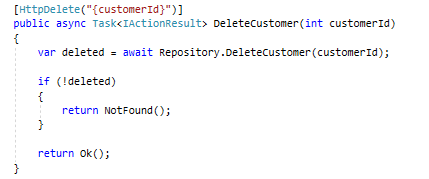 [HttpDelete("{customerId}")]
public async Task<IActionResult> DeleteCustomer(int customerId)
{
    var deleted = await Repository.DeleteCustomer(customerId);

    if (!deleted)
    {
        return NotFound();
    }

    return Ok();
}